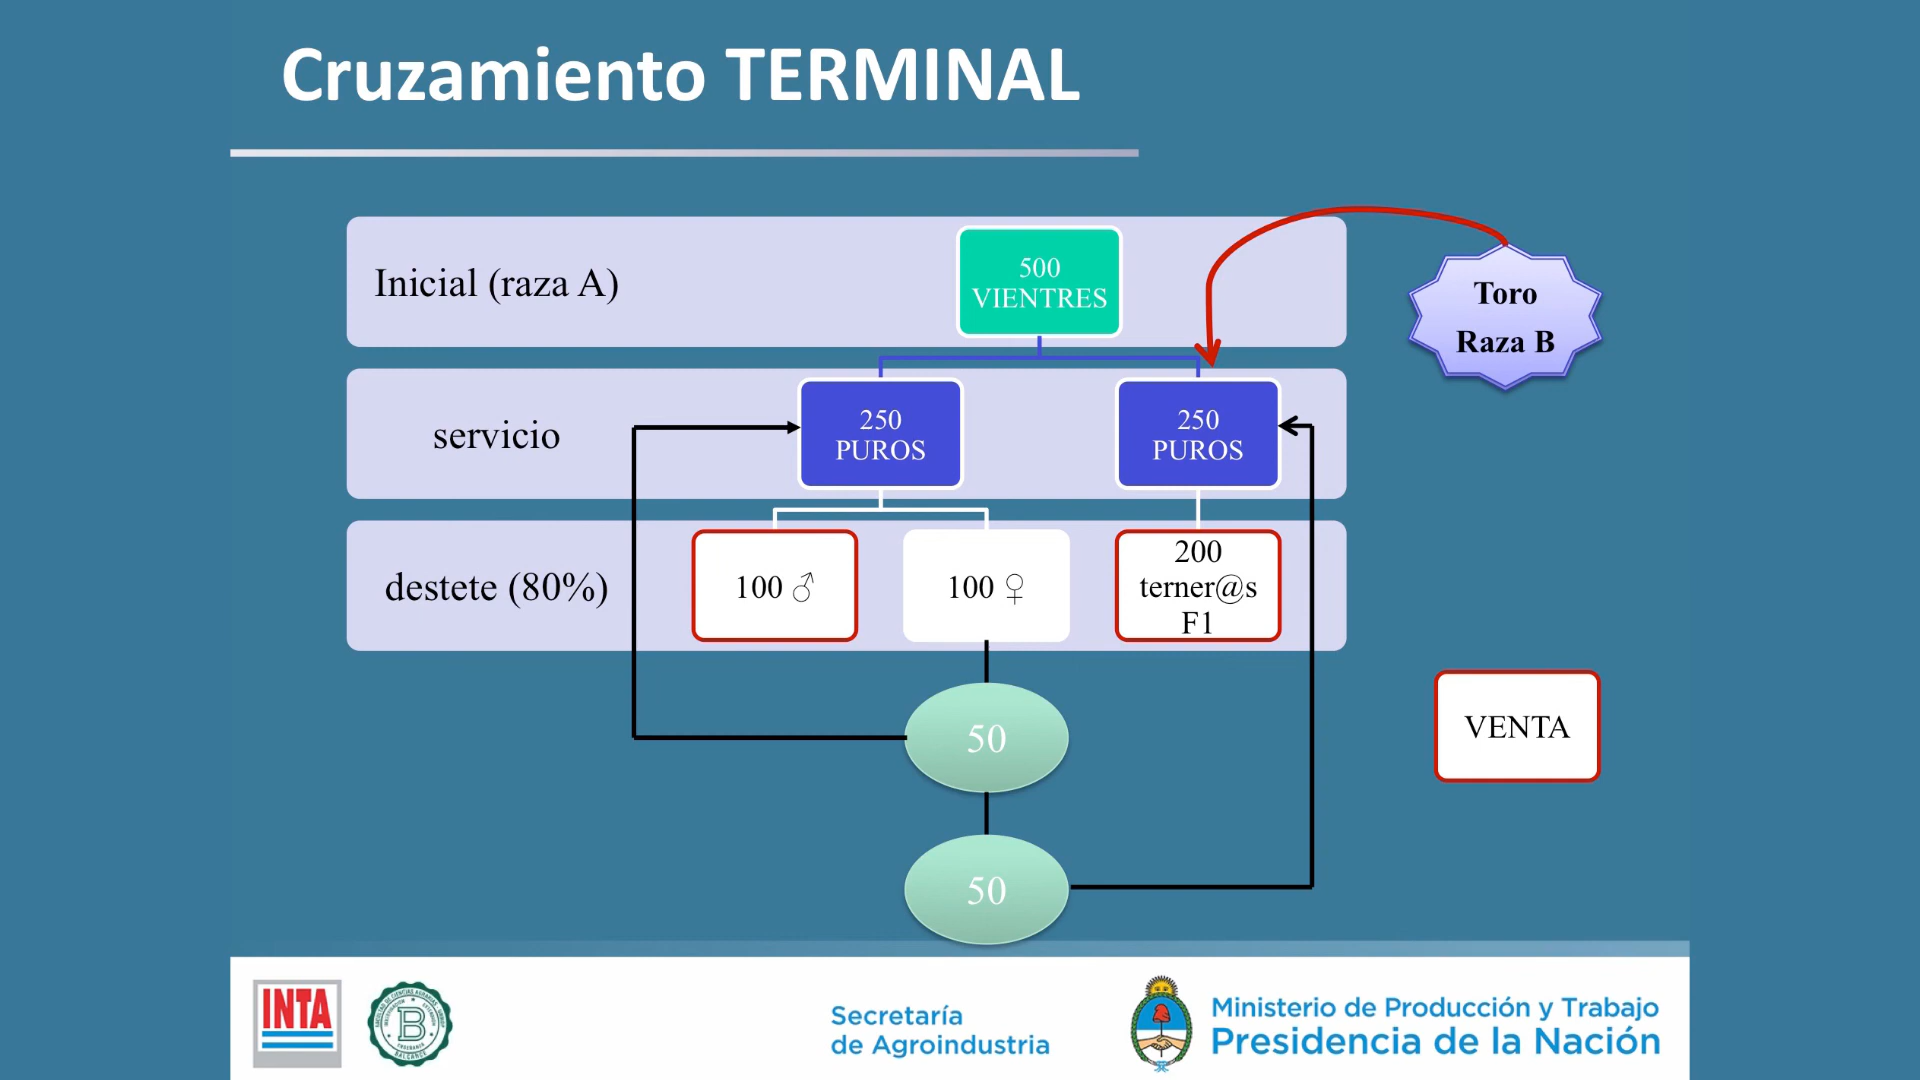 Cruzamiento TERMINAL
Inicial (raza A)
500
VIENTRES
Toro
Raza B
servicio
250
PUROS
250
PUROS
destete (80%)
100 ♂
100 ♀
200
terner@s
F1
50
VENTA
50
INTA
B
BALCARCE
Secretaría
de Agroindustria
Ministerio de Producción y Trabajo
Presidencia de la Nación